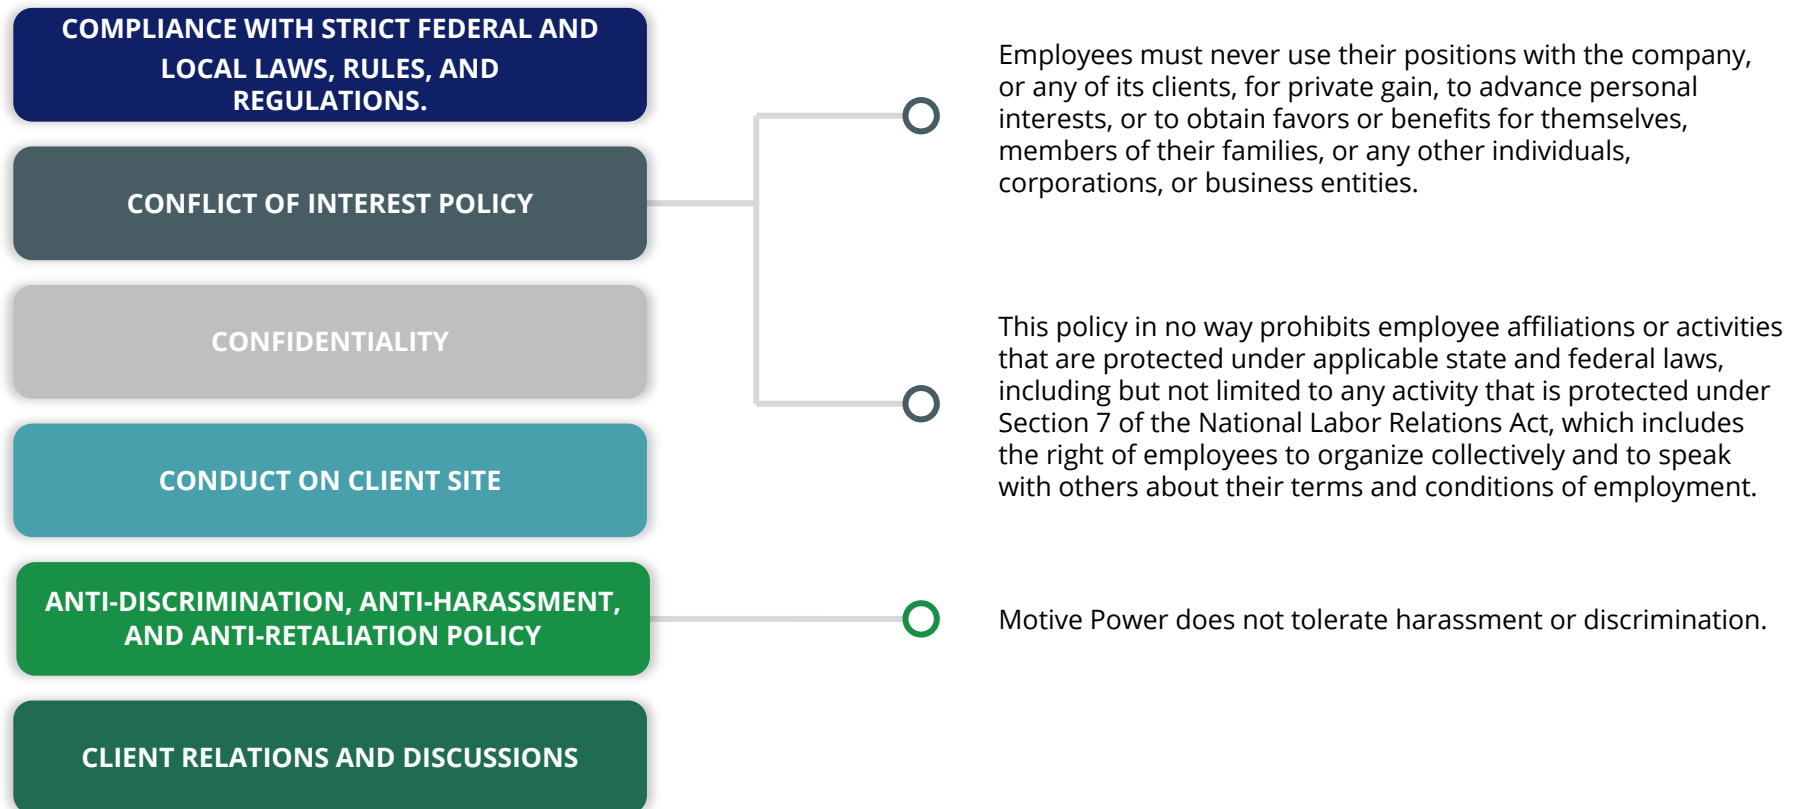 COMPLIANCE WITH STRICT FEDERAL AND
LOCAL LAWS, RULES, AND
REGULATIONS.
CONFLICT OF INTEREST POLICY
Employees must never use their positions with the company,
or any of its clients, for private gain, to advance personal
interests, or to obtain favors or benefits for themselves,
members of their families, or any other individuals,
corporations, or business entities.
This policy in no way prohibits employee affiliations or activities
that are protected under applicable state and federal laws,
including but not limited to any activity that is protected under
Section 7 of the National Labor Relations Act, which includes
the right of employees to organize collectively and to speak
with others about their terms and conditions of employment.
CONFIDENTIALITY
CONDUCT ON CLIENT SITE
ANTI-DISCRIMINATION, ANTI-HARASSMENT,
AND ANTI-RETALIATION POLICY
Motive Power does not tolerate harassment or discrimination.
CLIENT RELATIONS AND DISCUSSIONS